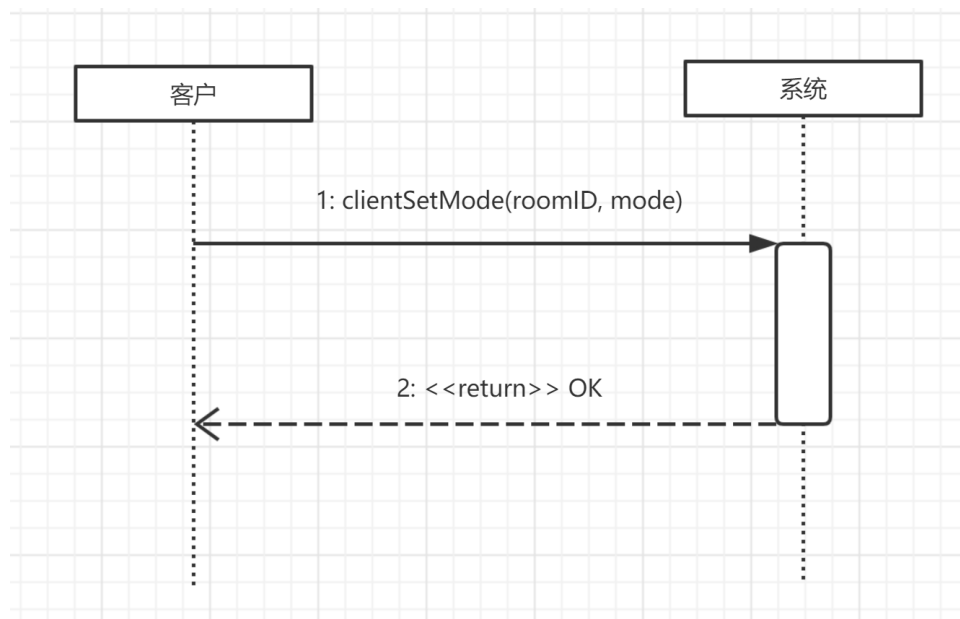 客户
系统
1: clientSetMode(roomID, mode)
2: <<return>> OK